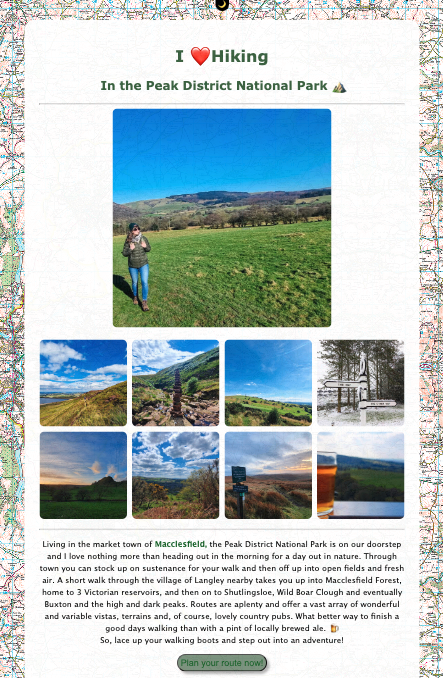 I ❤️Hiking
In the Peak District National Park ⛰️
Living in the market town of Macclesfield, the Peak District National Park is on our doorstep
and I love nothing more than heading out in the morning for a day out in nature. Through
town you can stock up on sustenance for your walk and then off up into open fields and fresh
air. A short walk through the village of Langley nearby takes you up into Macclesfield Forest,
home to 3 Victorian reservoirs, and then on to Shutlingsloe, Wild Boar Clough and eventually
Buxton and the high and dark peaks. Routes are aplenty and offer a vast array of wonderful
and variable vistas, terrains and, of course, lovely country pubs. What better way to finish a
good days walking than with a pint of locally brewed ale. 🍺
So, lace up your walking boots and step out into an adventure!
Plan your route now!